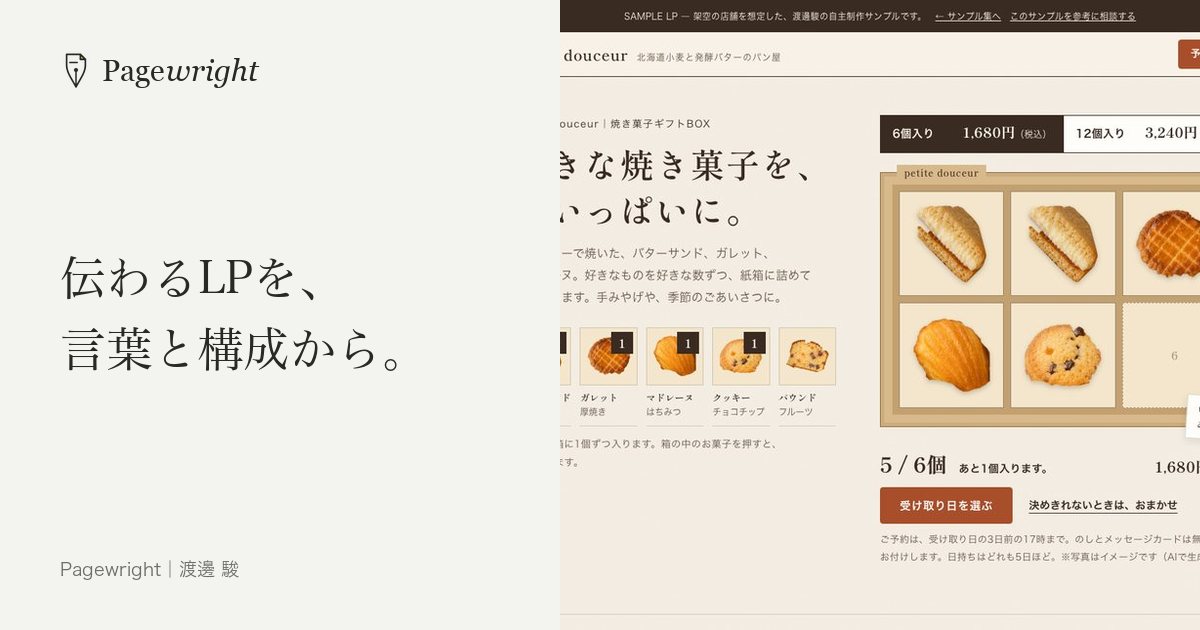 Pagewright
伝わるLPを、
言葉と構成から。
Pagewright｜渡邊 駿
SAMPLE LP — 架空の店舗を想定した、渡邊駿の自主制作サンプルです。 ← サンプル集へ このサンプルを参考に相談する
douceur 北海道小麦と発酵バターのパン屋
douceur｜焼き菓子ギフトBOX
きな焼き菓子を、
いっぱいに。
ーで焼いた、バターサンド、ガレット、
ヌ。好きなものを好きな数ずつ、紙箱に詰めて
ます。手みやげや、季節のごあいさつに。
1 1 1
ド ガレット マドレーヌ クッキー パウンド
厚焼き はちみつ チョコチップ フルーツ
箱に1個ずつ入ります。箱の中のお菓子を押すと、
ます。
6個入り 1,680円（税込） 12個入り 3,240円
petite douceur
6
5 / 6個 あと1個入ります。 1,680円
受け取り日を選ぶ 決めきれないときは、おまかせ
ご予約は、受け取り日の3日前の17時まで。のしとメッセージカードは無
お付けします。日持ちはどれも5日ほど。※写真はイメージです（AIで生成